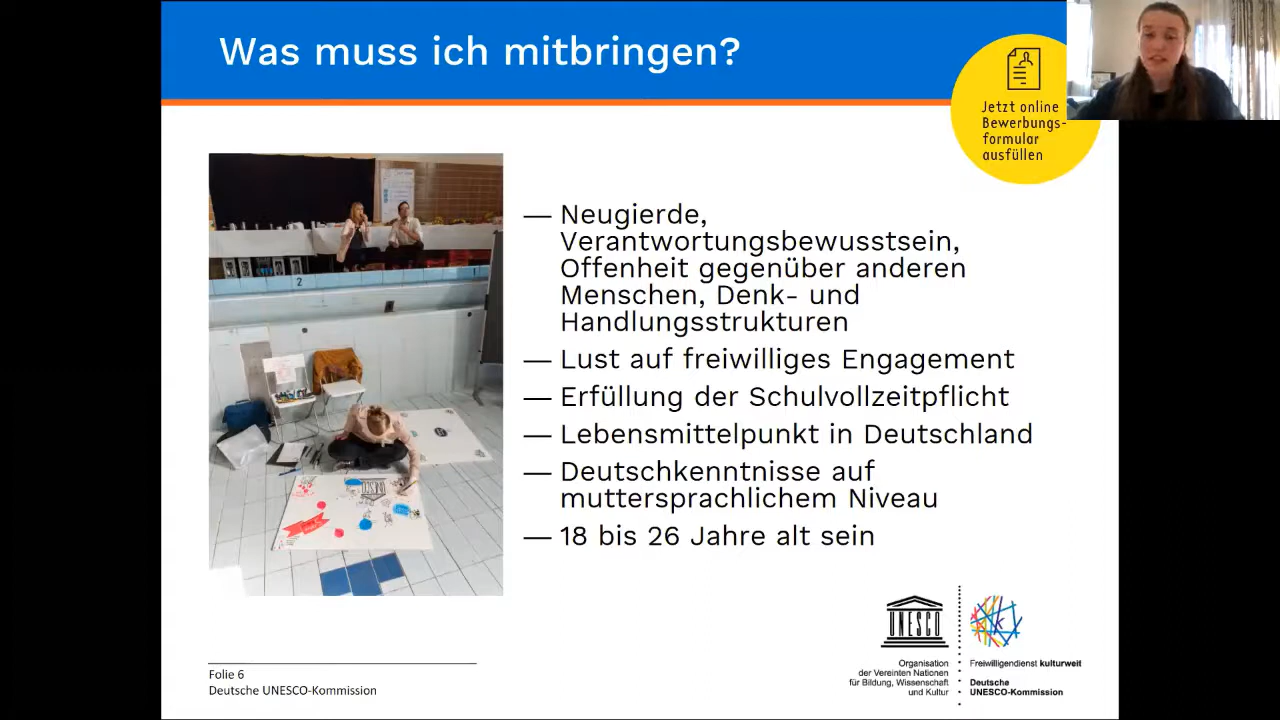 Was muss ich mitbringen?
Jetzt online
Bewerbungs-
formular
ausfüllen
— Neugierde,
Verantwortungsbewusstsein,
Offenheit gegenüber anderen
Menschen, Denk- und
Handlungsstrukturen
— Lust auf freiwilliges Engagement
— Erfüllung der Schulvollzeitpflicht
— Lebensmittelpunkt in Deutschland
— Deutschkenntnisse auf
muttersprachlichem Niveau
— 18 bis 26 Jahre alt sein
2
1
UNESCO
UNESCO
k
Organisation
der Vereinten Nationen
für Bildung, Wissenschaft
und Kultur
Freiwilligendienst kulturweit
Deutsche
UNESCO-Kommission
Folie 6
Deutsche UNESCO-Kommission